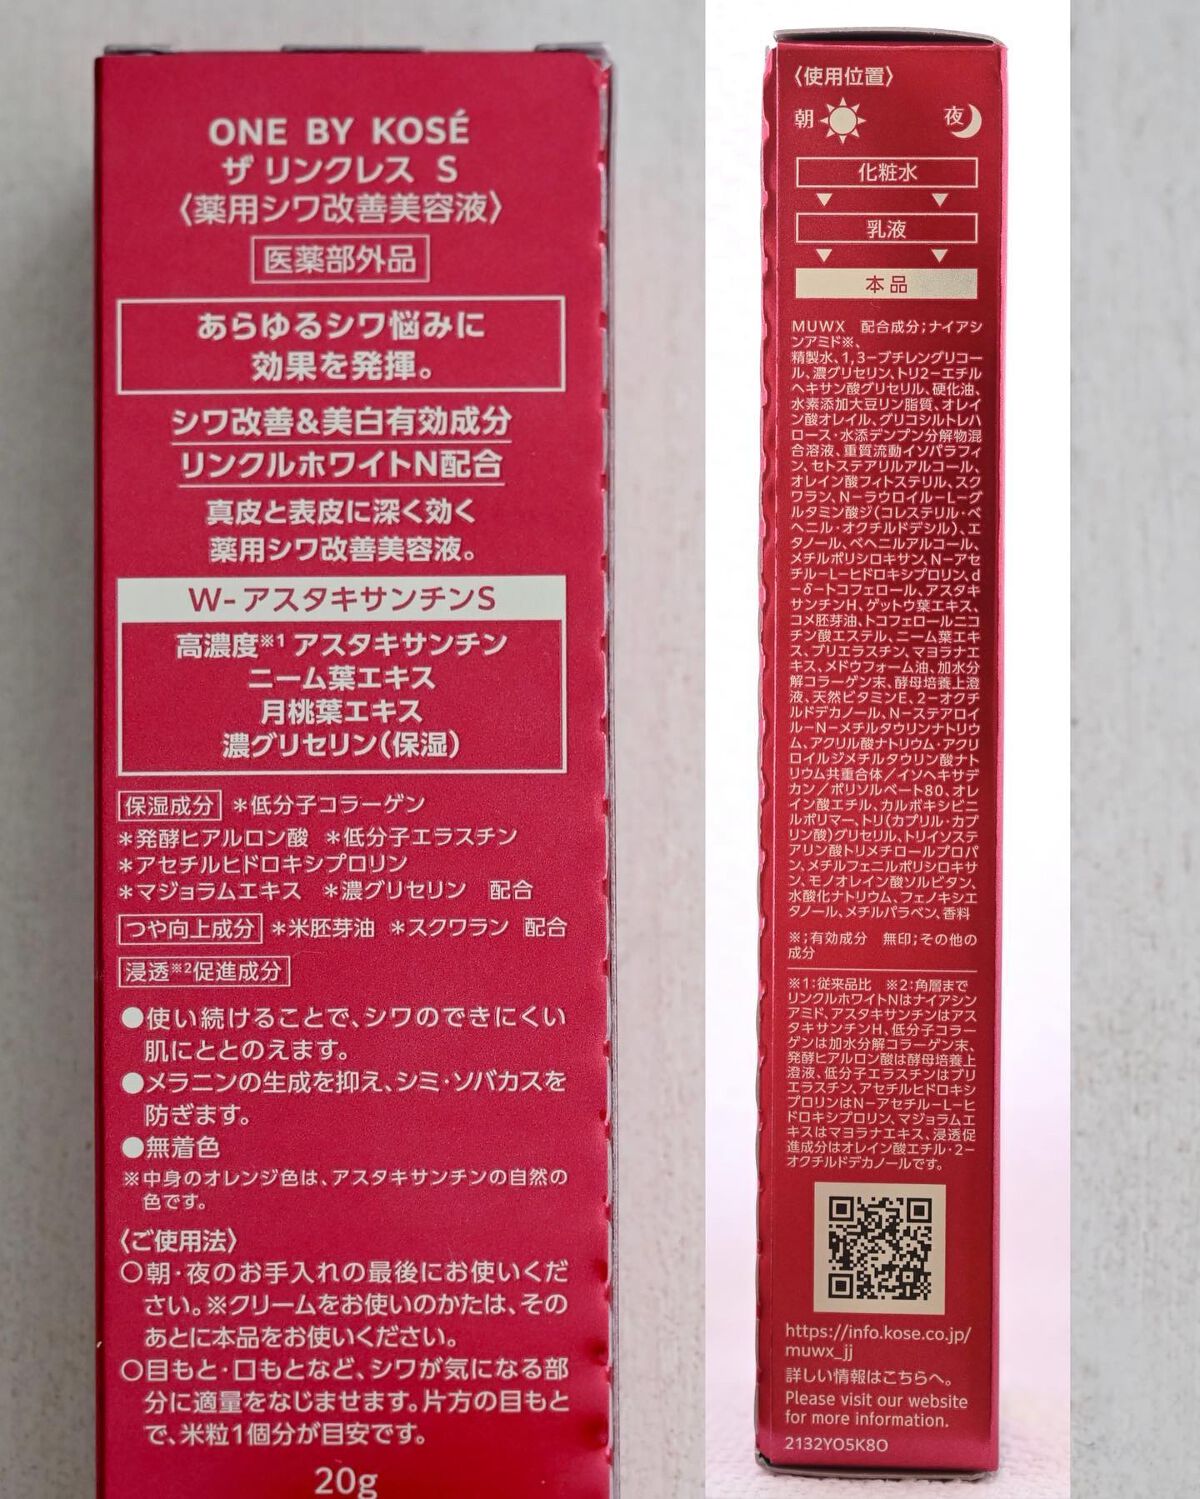 ONE BY KOSÉ
ザ リンクレス S
〈薬用シワ改善美容液〉
医薬部外品
あらゆるシワ悩みに
効果を発揮。
シワ改善&美白有効成分
リンクルホワイトN配合
真皮と表皮に深く効く
薬用シワ改善美容液。
W-アスタキサンチンS
高濃度※1 アスタキサンチン
ニーム葉エキス
月桃葉エキス
濃グリセリン(保湿)
保湿成分 *低分子コラーゲン
*発酵ヒアルロン酸 *低分子エラスチン
*アセチルヒドロキシプロリン
*マジョラムエキス *濃グリセリン 配合
つや向上成分 *米胚芽油 *スクワラン 配合
浸透※2促進成分
●使い続けることで、シワのできにくい
肌にととのえます。
●メラニンの生成を抑え、シミ・ソバカスを
防ぎます。
●無着色
※中身のオレンジ色は、アスタキサンチンの自然の
色です。
〈ご使用法〉
○朝・夜のお手入れの最後にお使いくだ
さい。※クリームをお使いのかたは、その
あとに本品をお使いください。
○目もと・口もとなど、シワが気になる部
分に適量をなじませます。片方の目もと
で、米粒1個分が目安です。
20g
〈使用位置〉
朝 夜
化粧水
乳液
本品
MUWX 配合成分;ナイアシ
ンアミド※、
精製水、1,3-ブチレングリコー
ル、濃グリセリン、トリ2-エチル
ヘキサン酸グリセリル、硬化油、
水素添加大豆リン脂質、オレイ
ン酸オレイル、グリコシルトレハ
ロース・水添デンプン分解物混
合溶液、重質流動イソパラフィ
ン、セトステアリルアルコール、
オレイン酸フィトステリル、スク
ワラン、N-ラウロイル-L-グ
ルタミン酸ジ(コレステリル・ベ
ヘニル・オクチルドデシル)、エ
タノール、ベヘニルアルコール、
メチルポリシロキサン、N-アセ
チル-L-ヒドロキシプロリン、d
-δ-トコフェロール、アスタキ
サンチンH、ゲットウ葉エキス、
コメ胚芽油、トコフェロールニコ
チン酸エステル、ニーム葉エキ
ス、プリエラスチン、マヨラナエ
キス、メドウフォーム油、加水分
解コラーゲン末、酵母培養上澄
液、天然ビタミンE、2-オクチ
ルドデカノール、N-ステアロイ
ル-N-メチルタウリンナトリウ
ム、アクリル酸ナトリウム・アクリ
ロイルジメチルタウリン酸ナト
リウム共重合体/イソヘキサデ
カン/ポリソルベート80、オレ
イン酸エチル、カルボキシビニ
ルポリマー、トリ(カプリル・カプ
リン酸)グリセリル、トリイソステ
アリン酸トリメチロールプロパ
ン、メチルフェニルポリシロキサ
ン、モノオレイン酸ソルビタン、
水酸化ナトリウム、フェノキシエ
タノール、メチルパラベン、香料
※;有効成分 無印;その他の
成分
※1:従来品比 ※2:角層まで
リンクルホワイトNはナイアシン
アミド、アスタキサンチンはアス
タキサンチンH、低分子コラー
ゲンは加水分解コラーゲン末、
発酵ヒアルロン酸は酵母培養上
澄液、低分子エラスチンはプリ
エラスチン、アセチルヒドロキシ
プロリンはN-アセチル-L-ヒ
ドロキシプロリン、マジョラムエ
キスはマヨラナエキス、浸透促
進成分はオレイン酸エチル・2-
オクチルドデカノールです。
https://info.kose.co.jp/
muwx_jj
詳しい情報はこちらへ。
Please visit our website
for more information.
2132YO5K8O